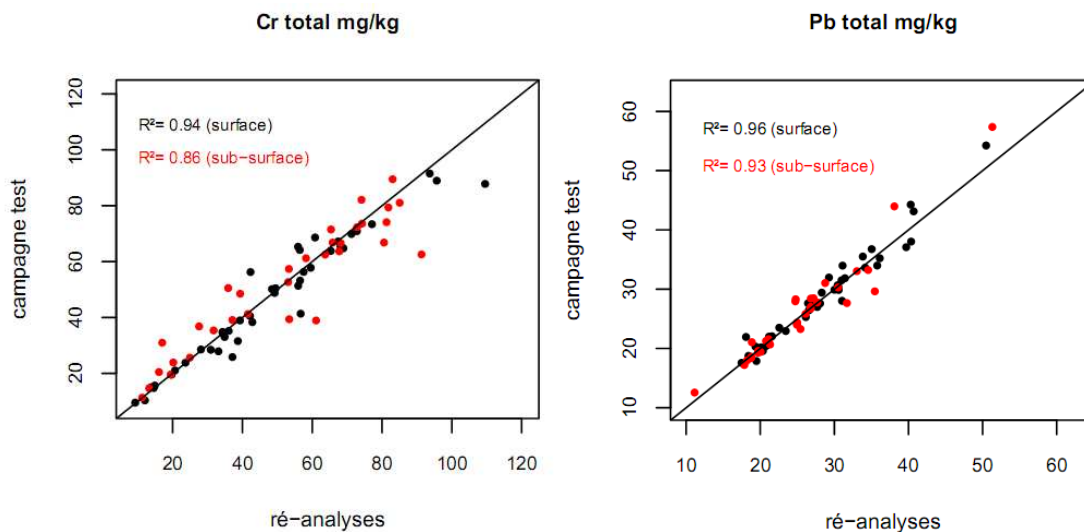 Cr total mg/kg
campagne test
120
100
80
60
40
20
R²= 0.94 (surface)
R²= 0.86 (sub−surface)
20 40 60 80 100 120
ré−analyses
Pb total mg/kg
campagne test
60
50
40
30
20
10
R²= 0.96 (surface)
R²= 0.93 (sub−surface)
10 20 30 40 50 60
ré−analyses